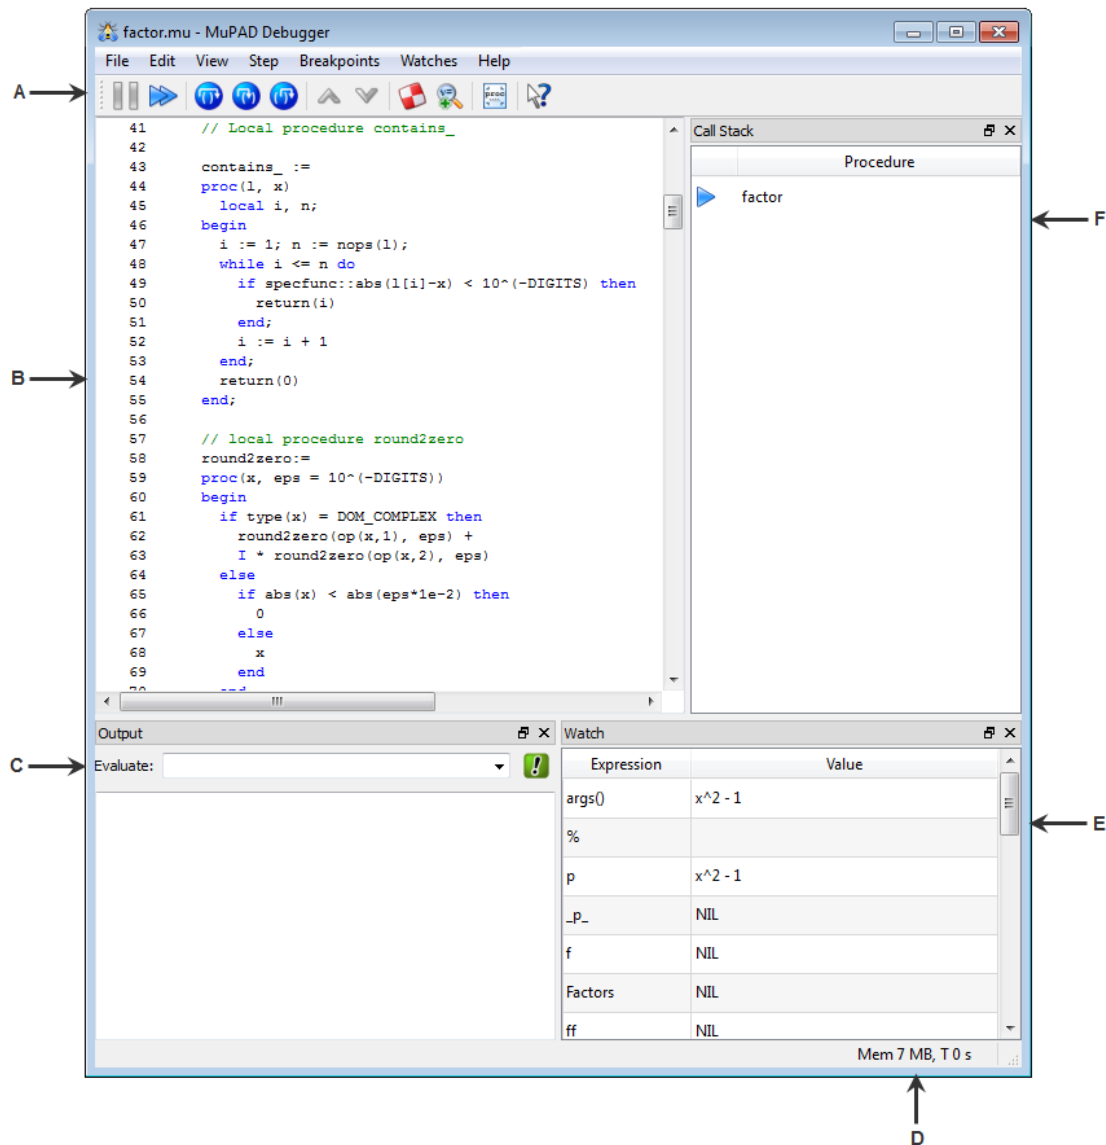 factor.mu - MuPAD Debugger
File Edit View Step Breakpoints Watches Help
A
proc
41 // Local procedure contains_
42
43 contains_ :=
44 proc(l, x)
45 local i, n;
46 begin
47 i := 1; n := nops(l);
48 while i <= n do
49 if specfunc::abs(l[i]-x) < 10^(-DIGITS) then
50 return(i)
51 end;
52 i := i + 1
53 end;
54 return(0)
55 end;
56
57 // local procedure round2zero
58 round2zero:=
59 proc(x, eps = 10^(-DIGITS))
60 begin
61 if type(x) = DOM_COMPLEX then
62 round2zero(op(x,1), eps) +
63 I * round2zero(op(x,2), eps)
64 else
65 if abs(x) < abs(eps*1e-2) then
66 0
67 else
68 x
69 end
70 end
B
Call Stack
Procedure
factor
F
Output
C
Evaluate:
Watch
Expression Value
args() x^2 - 1
%
p x^2 - 1
_p_ NIL
f NIL
Factors NIL
ff NIL
E
Mem 7 MB, T 0 s
D